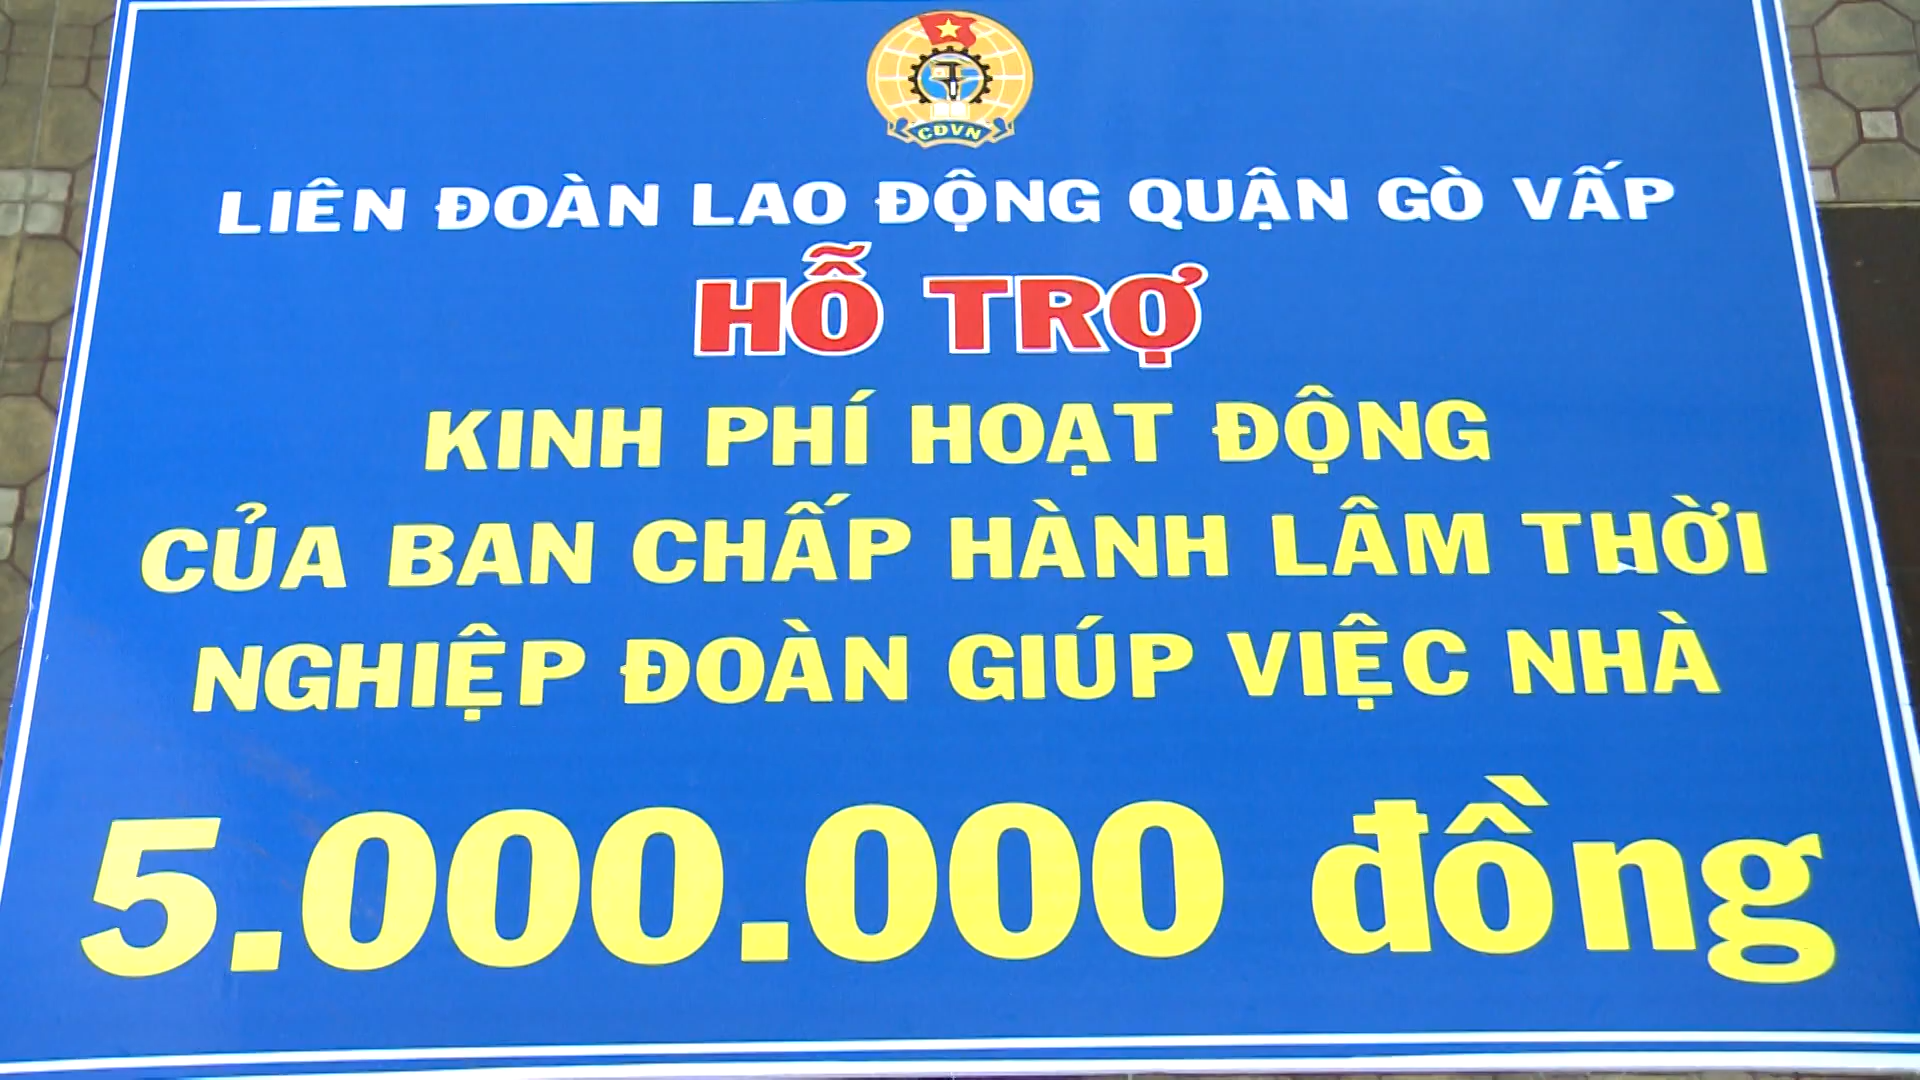 CĐVN
LIÊN ĐOÀN LAO ĐỘNG QUẬN GÒ VẤP
HỖ TRỢ
KINH PHÍ HOẠT ĐỘNG
CỦA BAN CHẤP HÀNH LÂM THỜI
NGHIỆP ĐOÀN GIÚP VIỆC NHÀ
5.000.000 đồng